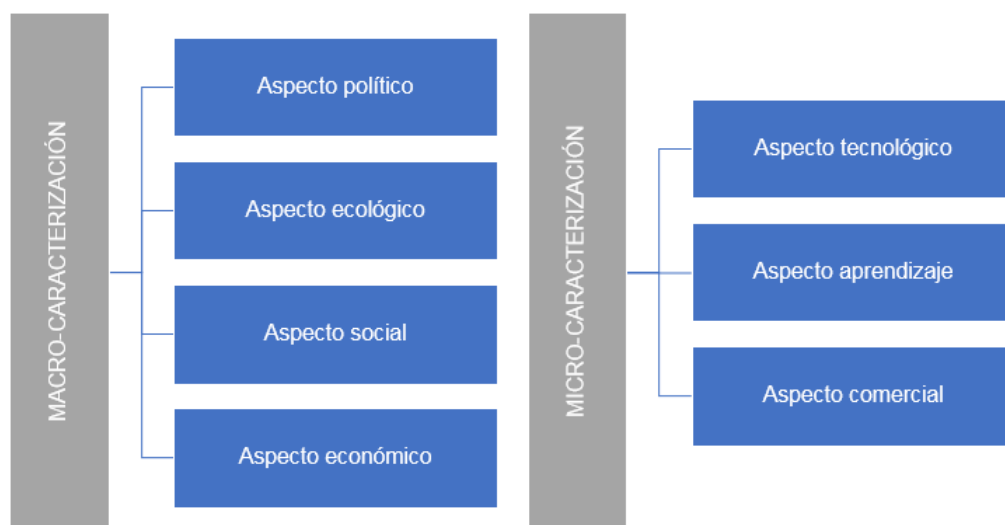 MACRO-CARACTERIZACIÓN
Aspecto político
Aspecto ecológico
Aspecto social
Aspecto económico
MICRO-CARACTERIZACIÓN
Aspecto tecnológico
Aspecto aprendizaje
Aspecto comercial